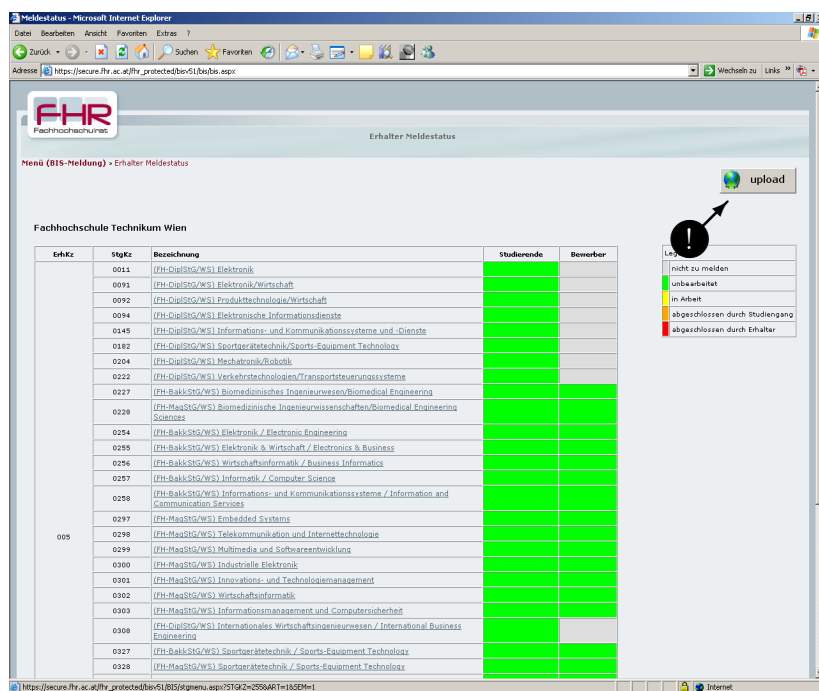 Meldestatus - Microsoft Internet Explorer
Datei Bearbeiten Ansicht Favoriten Extras ?
Zurück Suchen Favoriten
Adresse https://secure.fhr.ac.at/fhr_protected/bisv51/bis/bis.aspx Wechseln zu Links »
FHR
Fachhochschulrat
Erhalter Meldestatus
Menü (BIS-Meldung) » Erhalter Meldestatus
upload
!
Fachhochschule Technikum Wien
ErhKz StgKz Bezeichnung Studierende Bewerber
0011 (FH-DiplStG/WS) Elektronik
0091 (FH-DiplStG/WS) Elektronik/Wirtschaft
0092 (FH-DiplStG/WS) Produkttechnologie/Wirtschaft
0094 (FH-DiplStG/WS) Elektronische Informationsdienste
0145 (FH-DiplStG/WS) Informations- und Kommunikationssysteme und -Dienste
0182 (FH-DiplStG/WS) Sportgerätetechnik/Sports-Equipment Technology
0204 (FH-DiplStG/WS) Mechatronik/Robotik
0222 (FH-DiplStG/WS) Verkehrstechnologien/Transportsteuerungssysteme
0227 (FH-BakkStG/WS) Biomedizinisches Ingenieurwesen/Biomedical Engineering
0228 (FH-MagStG/WS) Biomedizinische Ingenieurwissenschaften/Biomedical Engineering
Sciences
0254 (FH-BakkStG/WS) Elektronik / Electronic Engineering
0255 (FH-BakkStG/WS) Elektronik & Wirtschaft / Electronics & Business
0256 (FH-BakkStG/WS) Wirtschaftsinformatik / Business Informatics
0257 (FH-BakkStG/WS) Informatik / Computer Science
0258 (FH-BakkStG/WS) Informations- und Kommunikationssysteme / Information and
Communication Services
0297 (FH-MagStG/WS) Embedded Systems
005
0298 (FH-MagStG/WS) Telekommunikation und Internettechnologie
0299 (FH-MagStG/WS) Multimedia und Softwareentwicklung
0300 (FH-MagStG/WS) Industrielle Elektronik
0301 (FH-MagStG/WS) Innovations- und Technologiemanagement
0302 (FH-MagStG/WS) Wirtschaftsinformatik
0303 (FH-MagStG/WS) Informationsmanagement und Computersicherheit
0308 (FH-DiplStG/WS) Internationales Wirtschaftsingenieurwesen / International Business
Engineering
0327 (FH-BakkStG/WS) Sportgerätetechnik / Sports-Equipment Technology
0328 (FH-MagStG/WS) Sportgerätetechnik / Sports-Equipment Technology
Leg
nicht zu melden
unbearbeitet
in Arbeit
abgeschlossen durch Studiengang
abgeschlossen durch Erhalter
https://secure.fhr.ac.at/fhr_protected/bisv51/BIS/stgmenu.aspx?STGKZ=255&ART=1&SEM=1 Internet